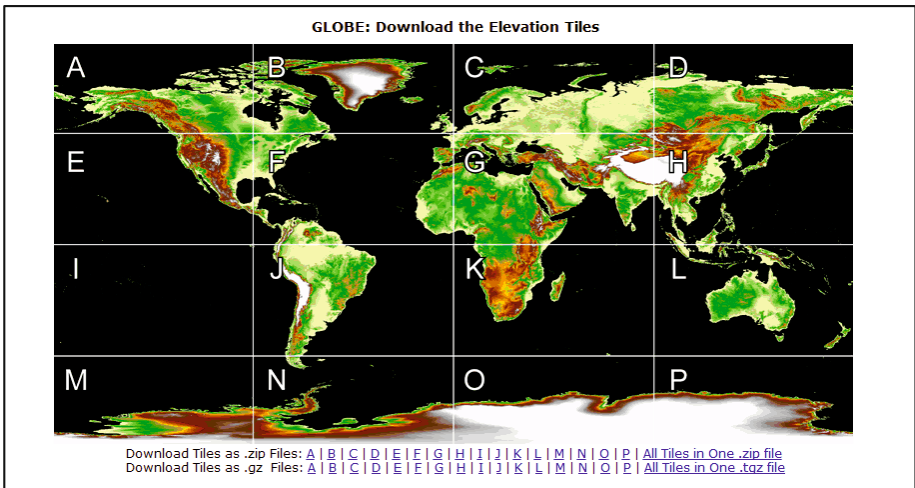 GLOBE: Download the Elevation Tiles
A B C D
E F G H
I J K L
M N O P
Download Tiles as .zip Files: A | B | C | D | E | F | G | H | I | J | K | L | M | N | O | P | All Tiles in One .zip file
Download Tiles as .gz Files: A | B | C | D | E | F | G | H | I | J | K | L | M | N | O | P | All Tiles in One .tgz file